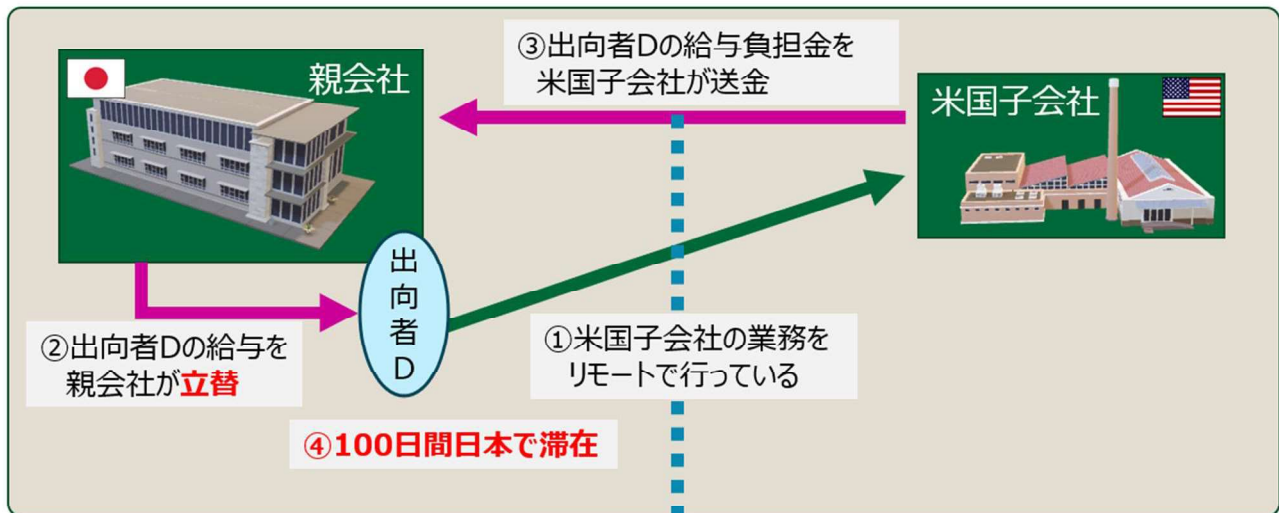 親会社
③出向者Dの給与負担金を
米国子会社が送金
米国子会社
出向者D
②出向者Dの給与を
親会社が立替
①米国子会社の業務を
リモートで行っている
④100日間日本で滞在